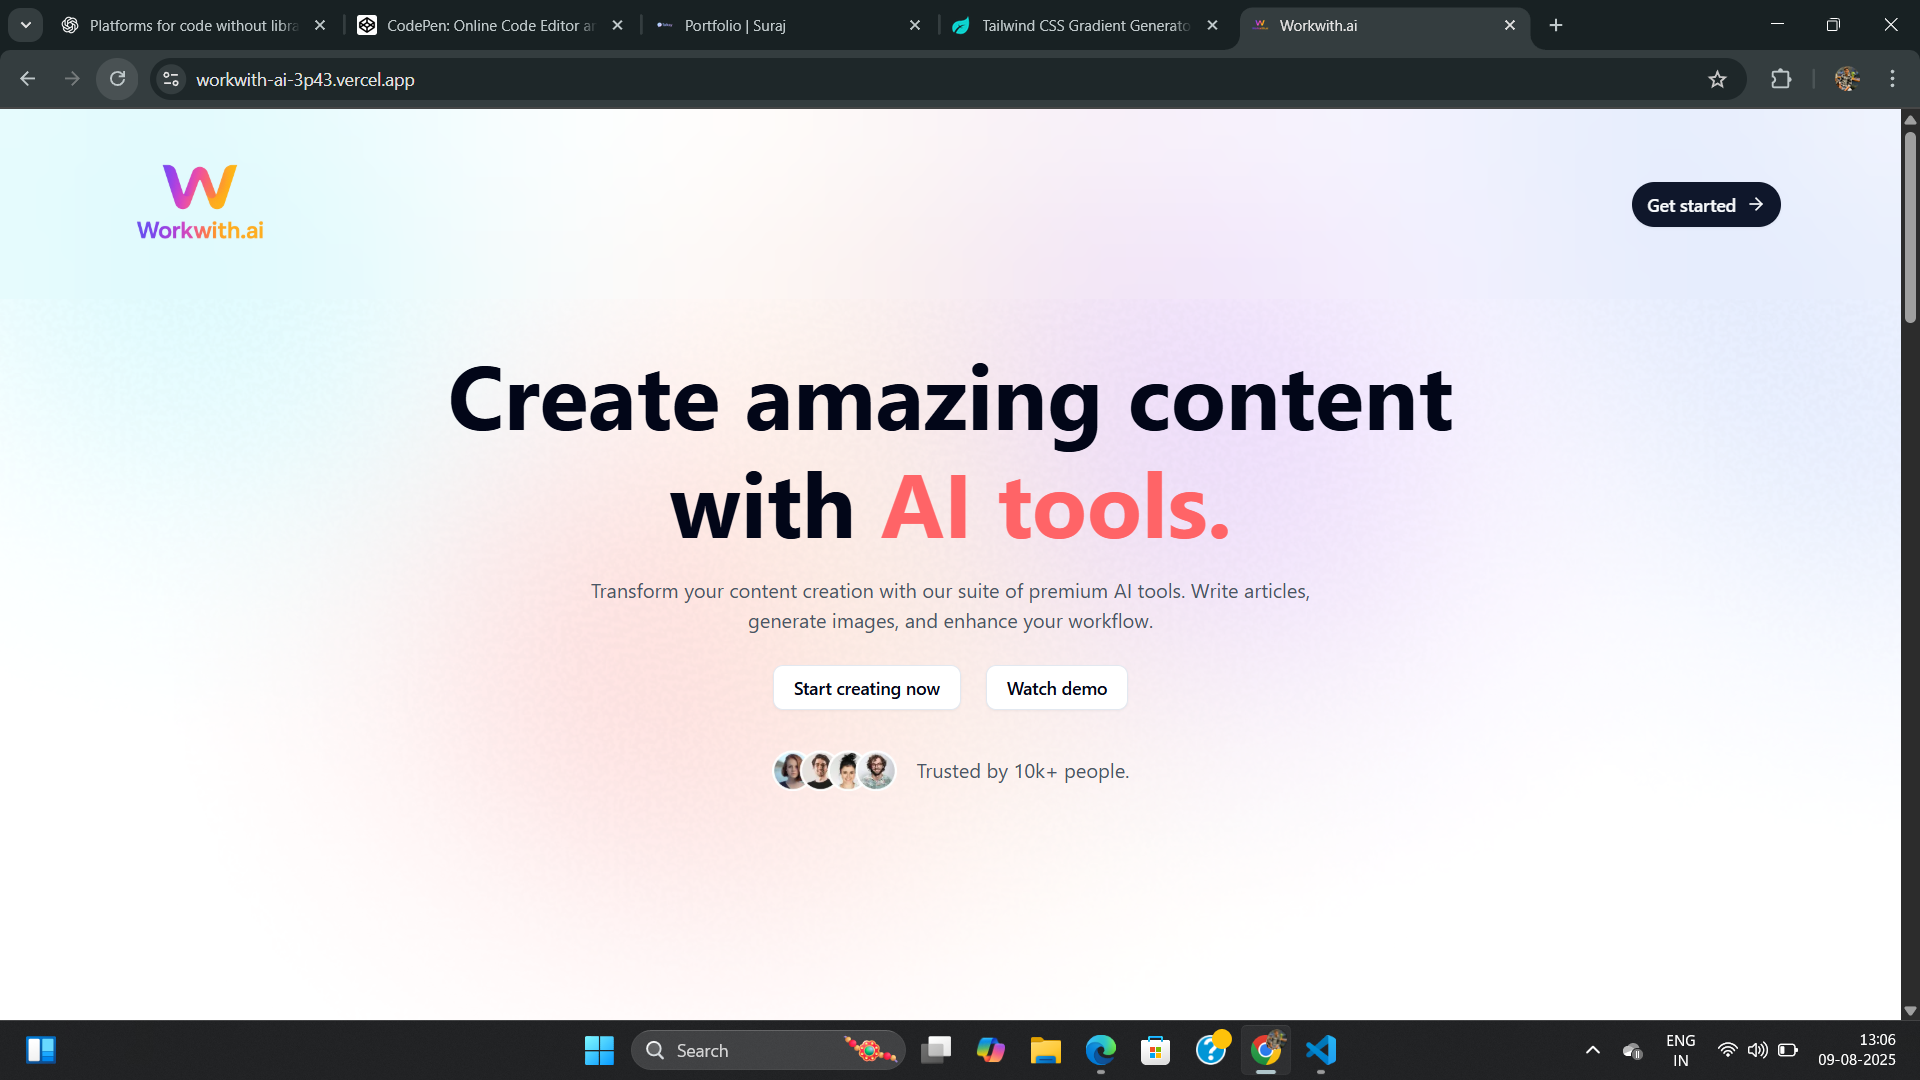 Platforms for code without libra
CodePen: Online Code Editor an
Portfolio | Suraj
Tailwind CSS Gradient Generato
Workwith.ai
workwith-ai-3p43.vercel.app
W
Workwith.ai
Get started
Create amazing content
with AI tools.
Transform your content creation with our suite of premium AI tools. Write articles,
generate images, and enhance your workflow.
Start creating now
Watch demo
Trusted by 10k+ people.
Search
ENG
IN
13:06
09-08-2025